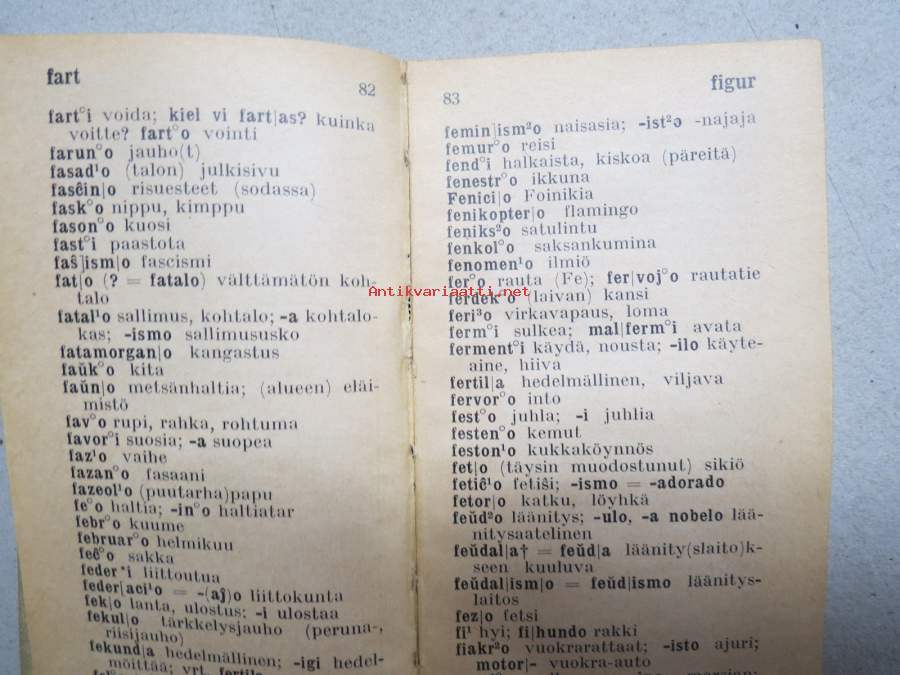 fart
82
fart°i voida; kiel vi fart|as? kuinka
voitte? fart°o vointi
farun°o jauho(t)
fasad¹o (talon) julkisivu
fasĉin|o risuesteet (sodassa)
fask°o nippu, kimppu
fason°o kuosi
fast°i paastota
faŝ]ism|o fascismi
fat|o (? = fatalo) välttämätön koh-
talo
fatal¹o sallimus, kohtalo; -a kohtalo-
kas; -ismo sallimususko
fatamorgan|o kangastus
faŭk°o kita
faŭn|o metsänhaltia; (alueen) eläi-
mistö
fav°o rupi, rahka, rohtuma
favor°i suosia; -a suopea
faz¹o vaihe
fazan°o fasaani
fazeol¹o (puutarha)papu
fe°o haltia; -in°o haltiatar
febr°o kuume
februar°o helmikuu
feĉ°o sakka
feder*i liittoutua
feder|aci°o = -(aĵ)o liittokunta
fek|o lanta, ulostus; -i ulostaa
fekul|o tärkkelysjauho (peruna-,
riisijauho)
fekund|a hedelmällinen; -igi hedel-
möittää; vrt. fertila
83
figur
femin]ism²o naisasia; -ist²o -najaja
femur°o reisi
fend°i halkaista, kiskoa (päreitä)
fenestr°o ikkuna
Fenici|o Foinikia
fenikopter|o flamingo
feniks²o satulintu
fenkol°o saksankumina
fenomen¹o ilmiö
fer°o rauta (Fe); fer|voj°o rautatie
ferdek°o (laivan) kansi
Antikvariaatti.net
feri³o virkavapaus, loma
ferm°i sulkea; mal|ferm°i avata
ferment°i käydä, nousta; -ilo käyte-
aine, hiiva
fertil|a hedelmällinen, viljava
fervor°o into
fest°o juhla; -i juhlia
festen°o kemut
feston¹o kukkaköynnös
fet|o (täysin muodostunut) sikiö
fetiĉ¹o fetiŝi; -ismo = -adorado
fetor|o katku, löyhkä
feŭd²o läänitys; -ulo, -a nobelo lää-
nitysaatelinen
feŭdal|a† = feŭd|a läänity(slaito)k-
seen kuuluva
feŭdal|ism|o = feŭd|ismo läänitys-
laitos
fez|o fetsi
fi¹ hyi; fi|hundo rakki
fiakr²o vuokrarattaat; -isto ajuri;
motor|- vuokra-auto